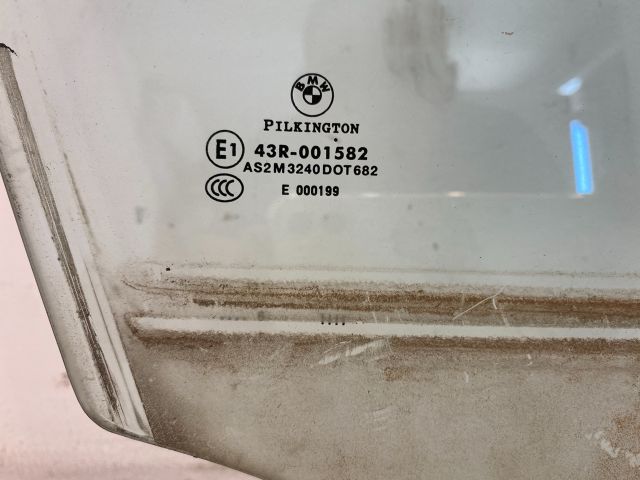 BMW
PILKINGTON
E1 43R-001582
AS2M3240DOT682
CCC E 000199